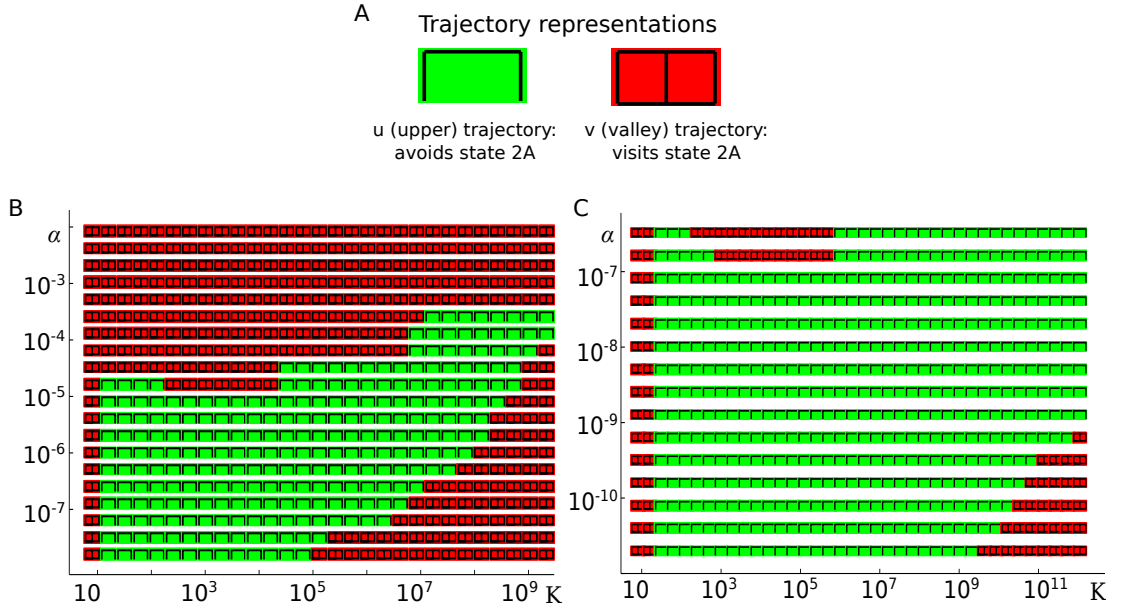 A
Trajectory representations
u (upper) trajectory:
avoids state 2A
v (valley) trajectory:
visits state 2A
B
α
10⁻³
10⁻⁴
10⁻⁵
10⁻⁶
10⁻⁷
10 10³ 10⁵ 10⁷ 10⁹ K
C
α
10⁻⁷
10⁻⁸
10⁻⁹
10⁻¹⁰
10 10³ 10⁵ 10⁷ 10⁹ 10¹¹ K